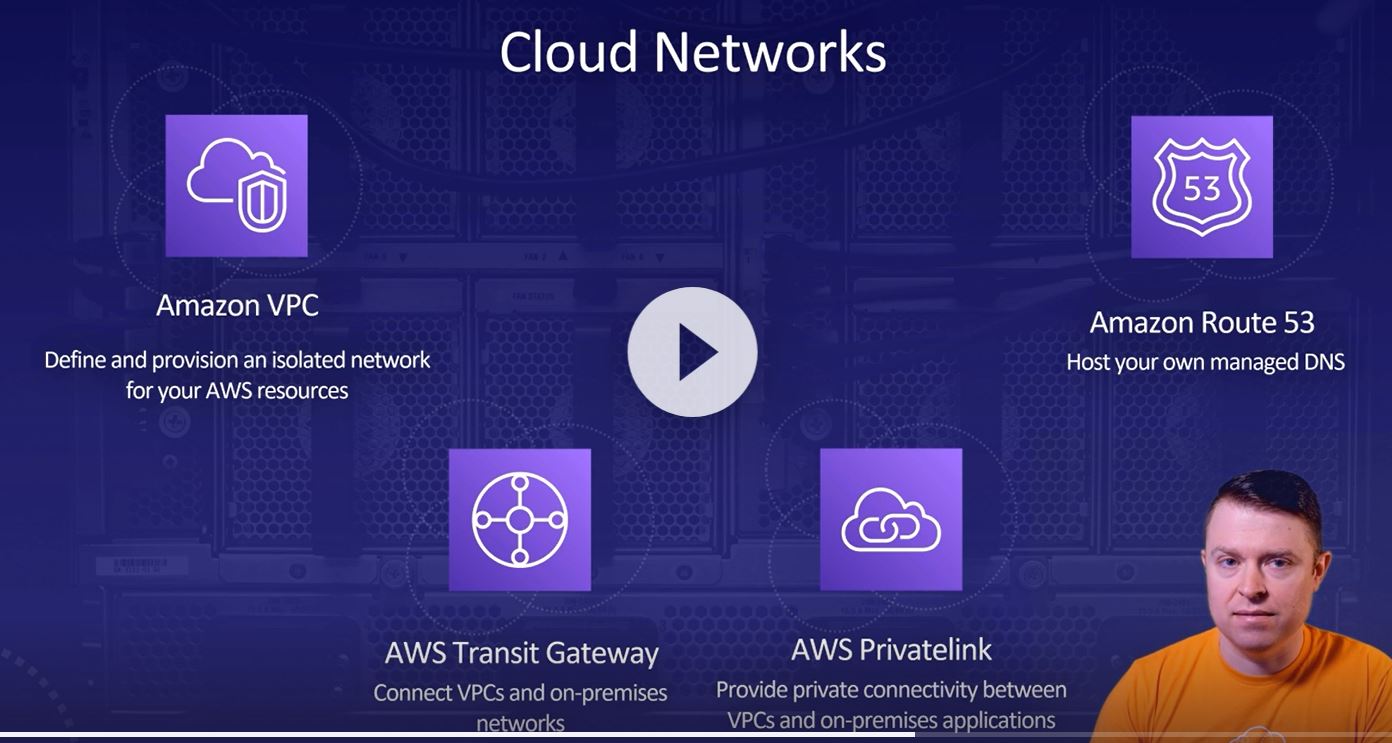 Cloud Networks
53
Amazon VPC
Define and provision an isolated network
for your AWS resources
Amazon Route 53
Host your own managed DNS
AWS Transit Gateway
Connect VPCs and on-premises
networks
AWS Privatelink
Provide private connectivity between
VPCs and on-premises applications